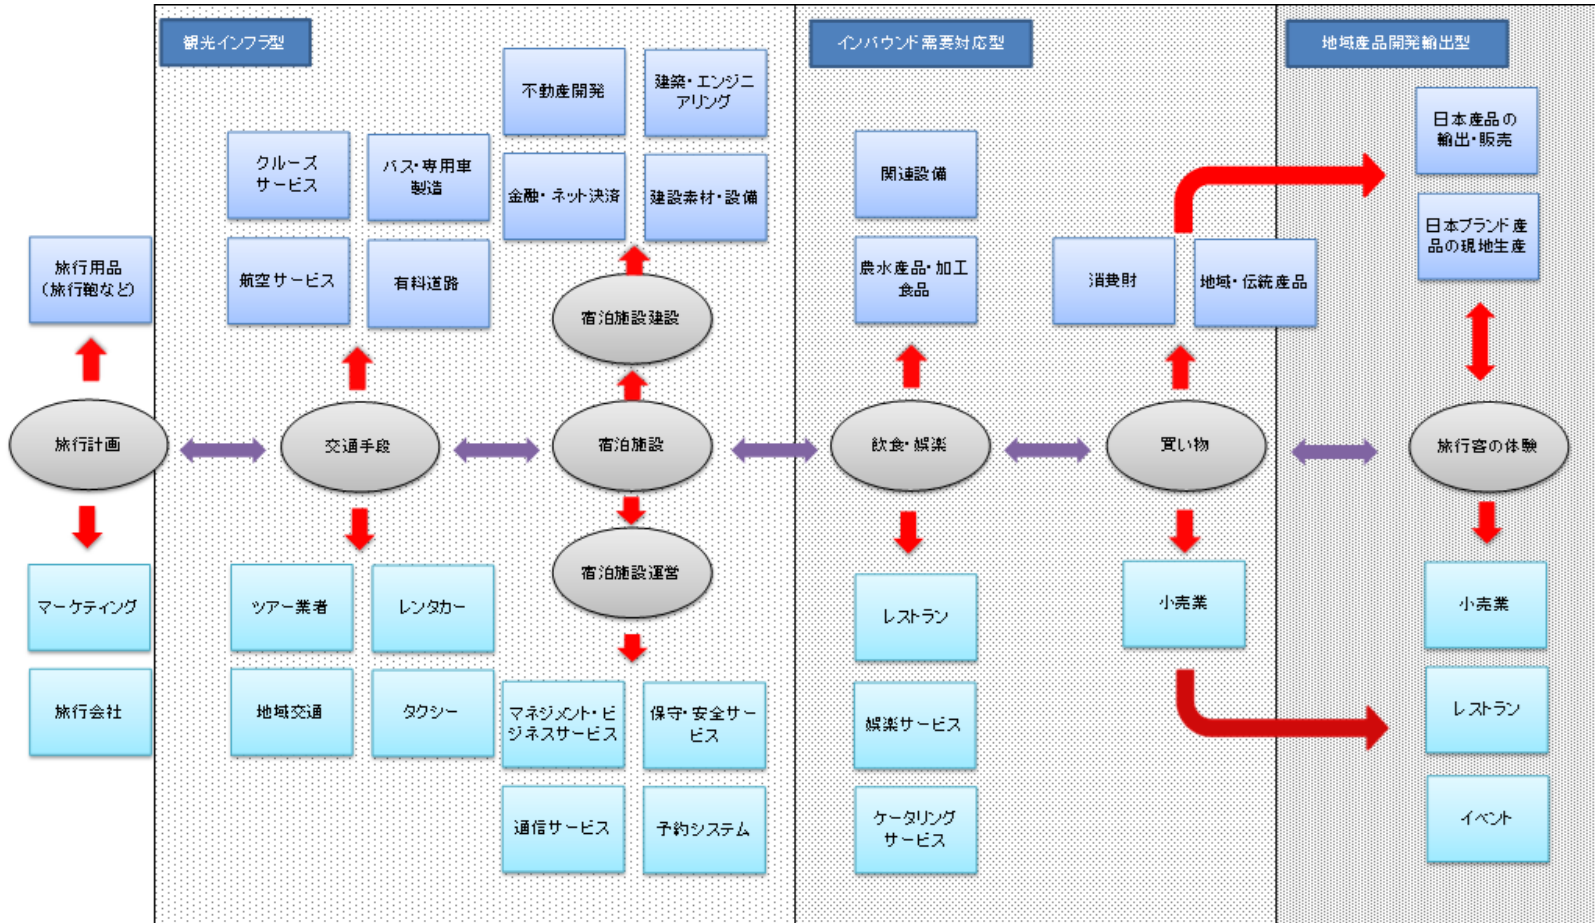 観光インフラ型
インバウンド需要対応型
地域産品開発輸出型
旅行用品
(旅行鞄など)
旅行計画
マーケティング
旅行会社
クルーズ
サービス
バス・専用車
製造
航空サービス
有料道路
交通手段
ツアー業者
レンタカー
地域交通
タクシー
不動産開発
建築・エンジニ
アリング
金融・ネット決済
建設素材・設備
宿泊施設建設
宿泊施設
宿泊施設運営
マネジメント・ビ
ジネスサービス
保守・安全サー
ビス
通信サービス
予約システム
関連設備
農水産品・加工
食品
飲食・娯楽
レストラン
娯楽サービス
ケータリング
サービス
消費財
地域・伝統産品
買い物
小売業
日本産品の
輸出・販売
日本ブランド産
品の現地生産
旅行客の体験
小売業
レストラン
イベント